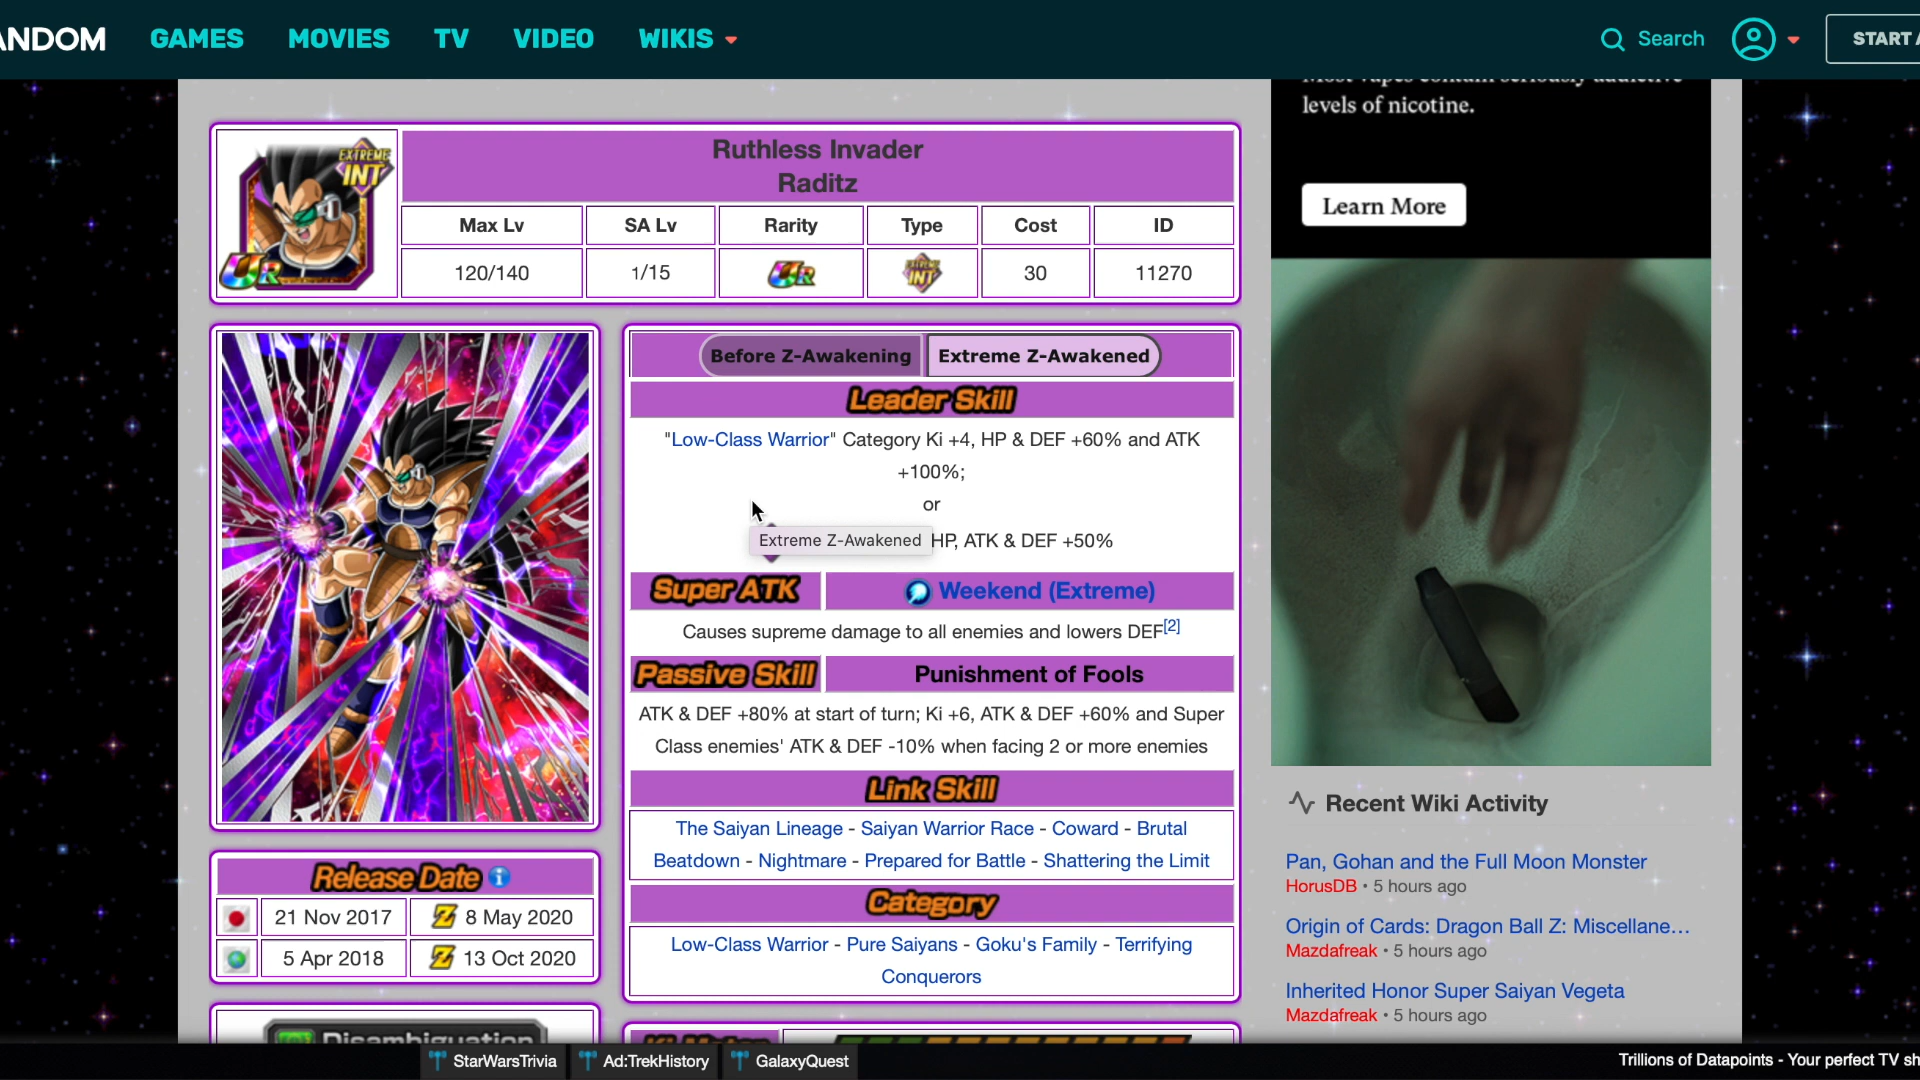 ANDOM
GAMES
MOVIES
TV
VIDEO
WIKIS
Search
START A
levels of nicotine.
Learn More
Ruthless Invader
Raditz
EXTREME
INT
UR
Max Lv
SA Lv
Rarity
Type
Cost
ID
120/140
1/15
UR
EXTREME
INT
30
11270
Before Z-Awakening
Extreme Z-Awakened
Leader Skill
"Low-Class Warrior" Category Ki +4, HP & DEF +60% and ATK
+100%;
or
Extreme Z-Awakened
HP, ATK & DEF +50%
Super ATK
Weekend (Extreme)
Causes supreme damage to all enemies and lowers DEF[2]
Passive Skill
Punishment of Fools
ATK & DEF +80% at start of turn; Ki +6, ATK & DEF +60% and Super
Class enemies' ATK & DEF -10% when facing 2 or more enemies
Link Skill
The Saiyan Lineage - Saiyan Warrior Race - Coward - Brutal
Beatdown - Nightmare - Prepared for Battle - Shattering the Limit
Category
Low-Class Warrior - Pure Saiyans - Goku's Family - Terrifying
Conquerors
Release Date
21 Nov 2017
Z 8 May 2020
5 Apr 2018
Z 13 Oct 2020
Disambiguation
Recent Wiki Activity
Pan, Gohan and the Full Moon Monster
HorusDB • 5 hours ago
Origin of Cards: Dragon Ball Z: Miscellane...
Mazdafreak • 5 hours ago
Inherited Honor Super Saiyan Vegeta
Mazdafreak • 5 hours ago
StarWarsTrivia
Ad:TrekHistory
GalaxyQuest
Trillions of Datapoints - Your perfect TV sh